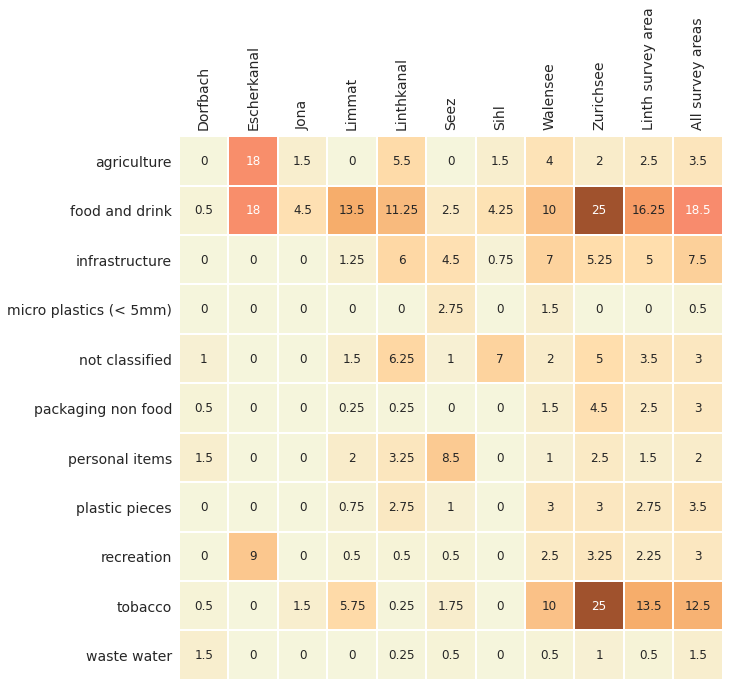 Dorfbach Escherkanal Jona Limmat Linthkanal Seez Sihl Walensee Zurichsee Linth survey area All survey areas
agriculture 0 18 1.5 0 5.5 0 1.5 4 2 2.5 3.5
food and drink 0.5 18 4.5 13.5 11.25 2.5 4.25 10 25 16.25 18.5
infrastructure 0 0 0 1.25 6 4.5 0.75 7 5.25 5 7.5
micro plastics (< 5mm) 0 0 0 0 0 2.75 0 1.5 0 0 0.5
not classified 1 0 0 1.5 6.25 1 7 2 5 3.5 3
packaging non food 0.5 0 0 0.25 0.25 0 0 1.5 4.5 2.5 3
personal items 1.5 0 0 2 3.25 8.5 0 1 2.5 1.5 2
plastic pieces 0 0 0 0.75 2.75 1 0 3 3 2.75 3.5
recreation 0 9 0 0.5 0.5 0.5 0 2.5 3.25 2.25 3
tobacco 0.5 0 1.5 5.75 0.25 1.75 0 10 25 13.5 12.5
waste water 1.5 0 0 0 0.25 0.5 0 0.5 1 0.5 1.5